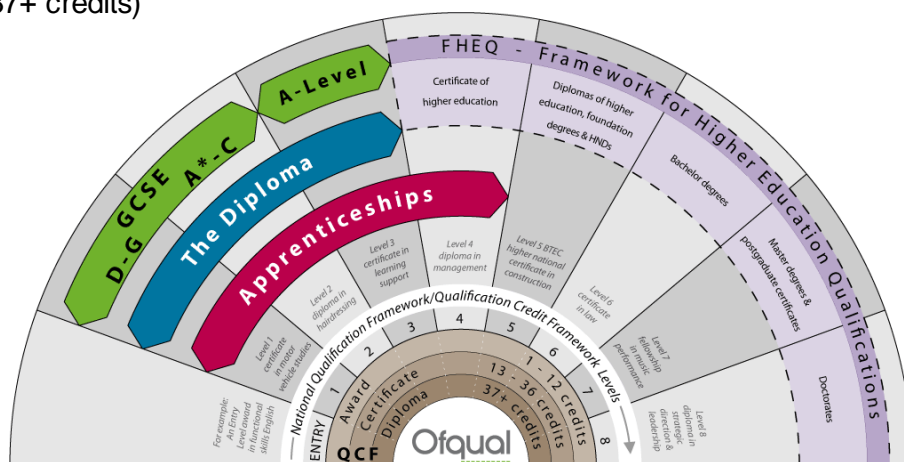 37+ credits)
FHEQ - Framework for Higher Education Qualifications
Certificate of
higher education
Diplomas of higher
education, foundation
degrees & HNDs
Bachelor degrees
Master degrees &
postgraduate certificates
Doctorates
A-Level
GCSE
D-G A*-C
The Diploma
Apprenticeships
For example:
An Entry
Level award
in functional
skills English
Level 1
certificate
in motor
vehicle studies
Level 2
diploma in
hairdressing
Level 3
certificate in
learning
support
Level 4
diploma in
management
Level 5 BTEC
higher national
certificate in
construction
Level 6
certificate
in law
Level 7
fellowship
in music
performance
Level 8
diploma in
strategic
direction &
leadership
National Qualification Framework/Qualification Credit Framework Levels
ENTRY
1
2
3
4
5
6
7
8
Award
1 - 12 credits
Certificate
13 - 36 credits
Diploma
37+ credits
QCF
Ofqual